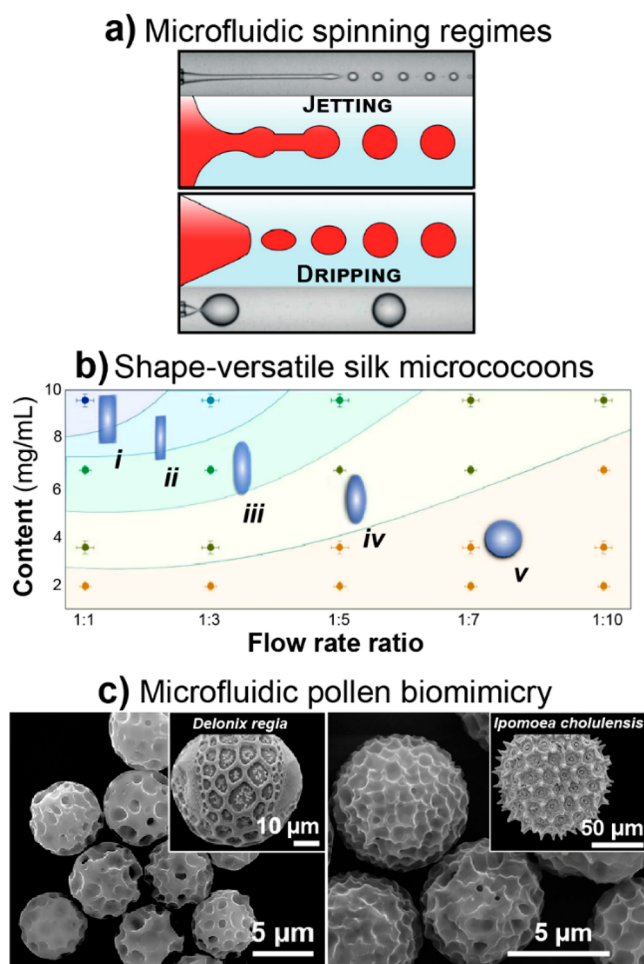 a) Microfluidic spinning regimes
JETTING
DRIPPING
b) Shape-versatile silk micrococoons
Content (mg/mL)
10
8
6
4
2
i
ii
iii
iv
v
1:1 1:3 1:5 1:7 1:10
Flow rate ratio
c) Microfluidic pollen biomimicry
Delonix regia
10 µm
5 µm
Ipomoea cholulensis
50 µm
5 µm